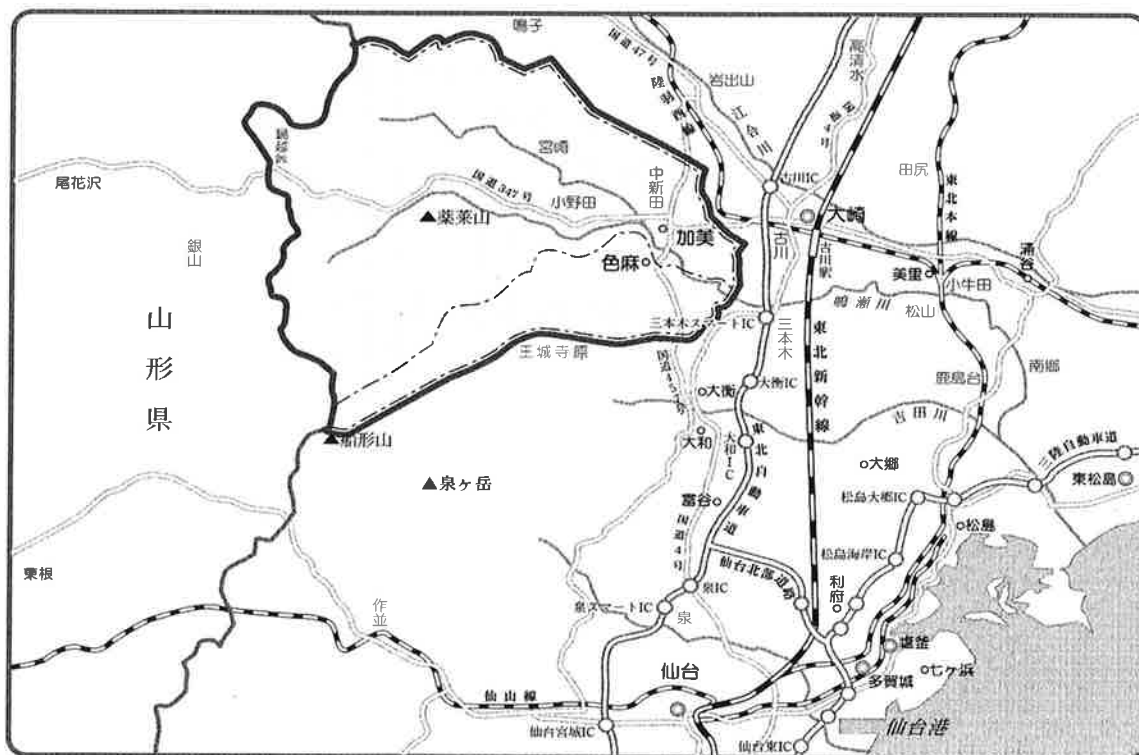 鳴子
国道47号
高清水
岩出山
江合川
陸羽東線
国道4号
宮崎
中新田
古川IC
田尻
東北本線
尾花沢
鍋越峠
国道347号
小野田
▲薬莱山
大崎
加美
古川
古川駅
涌谷
銀山
色麻
美里
小牛田
鳴瀬川
松山
三本木スマートIC
三本木
山形県
王城寺原
国道457号
東北新幹線
鹿島台
南郷
大衡
大衡IC
吉田川
▲船形山
大和
大和IC
東北自動車道
大郷
三陸自動車道
▲泉ヶ岳
東松島
富谷
松島大郷IC
松島
国道4号
松島海岸IC
仙台北部道路
利府
東根
泉IC
作並
泉スマートIC
泉
塩釜
仙台
多賀城
七ヶ浜
仙山線
仙台宮城IC
仙台東IC
仙台港